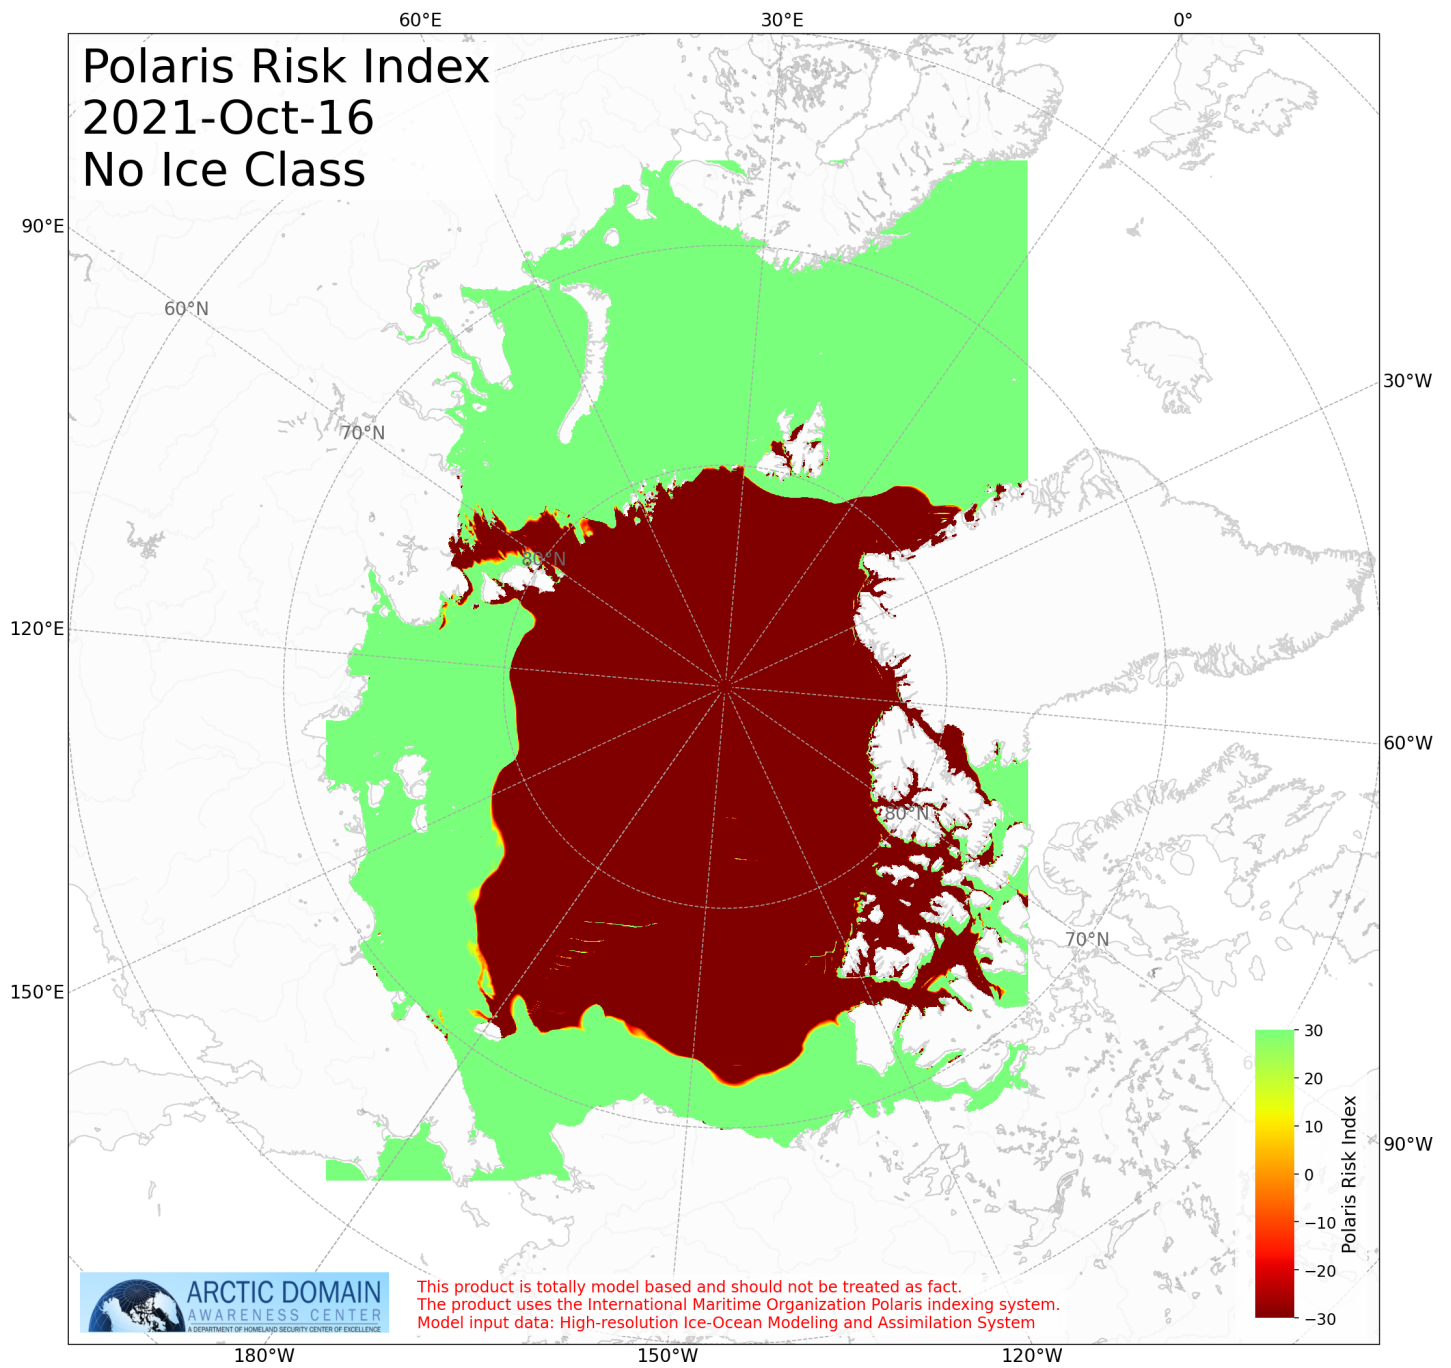 60°E 30°E 0°
Polaris Risk Index
2021-Oct-16
No Ice Class
90°E
60°N
30°W
70°N
80°N
120°E
60°W
80°N
70°N
150°E
30
20
10
0
−10
−20
−30
Polaris Risk Index
90°W
ARCTIC DOMAIN
AWARENESS CENTER
A DEPARTMENT OF HOMELAND SECURITY CENTER OF EXCELLENCE
This product is totally model based and should not be treated as fact.
The product uses the International Maritime Organization Polaris indexing system.
Model input data: High-resolution Ice-Ocean Modeling and Assimilation System
180°W 150°W 120°W